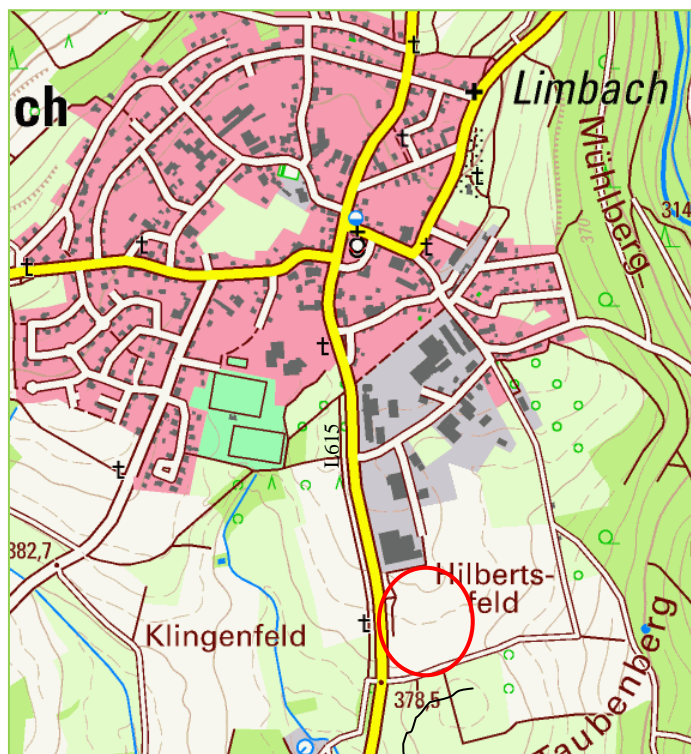 ch
Limbach
Mühlberg
314
370
L615
382,7
Hilberts-
feld
Klingenfeld
378,5
Taubenberg